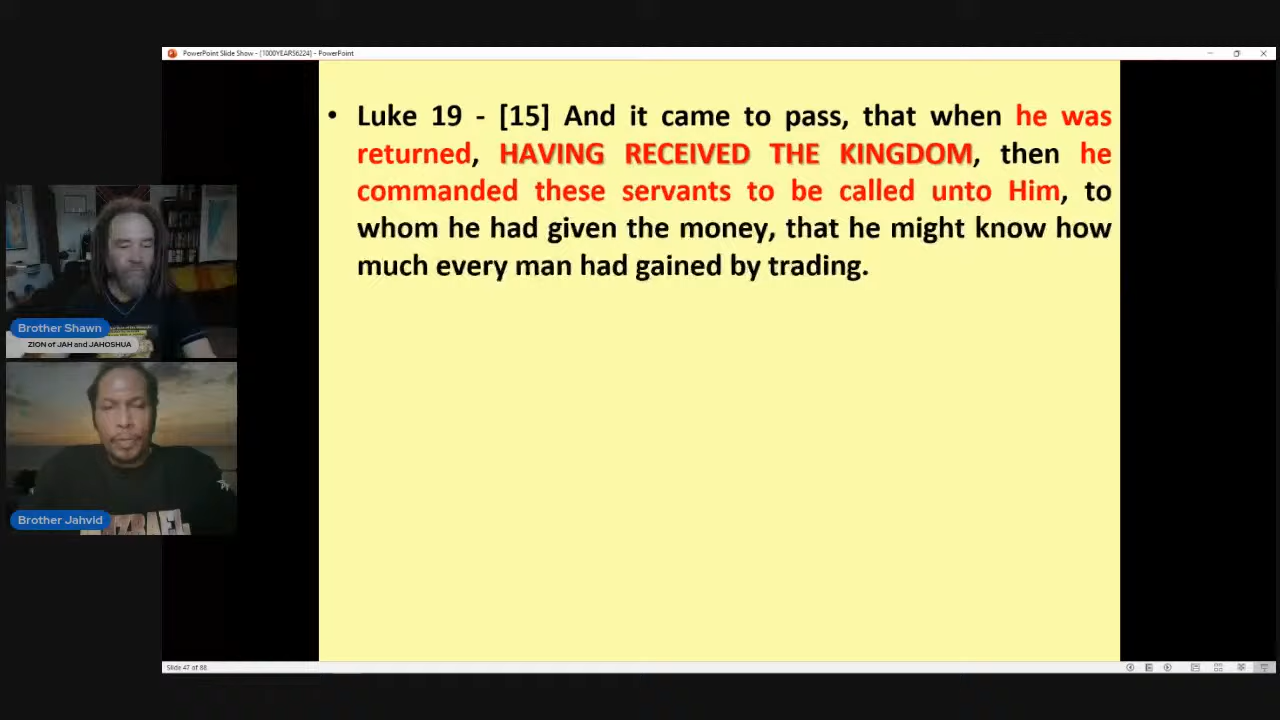 PowerPoint Slide Show - [1000YEARS6224] - PowerPoint
• Luke 19 - [15] And it came to pass, that when he was
returned, HAVING RECEIVED THE KINGDOM, then he
commanded these servants to be called unto Him, to
whom he had given the money, that he might know how
much every man had gained by trading.
Brother Shawn
ZION of JAH and JAHOSHUA
Brother Jahvid
Slide 47 of 88